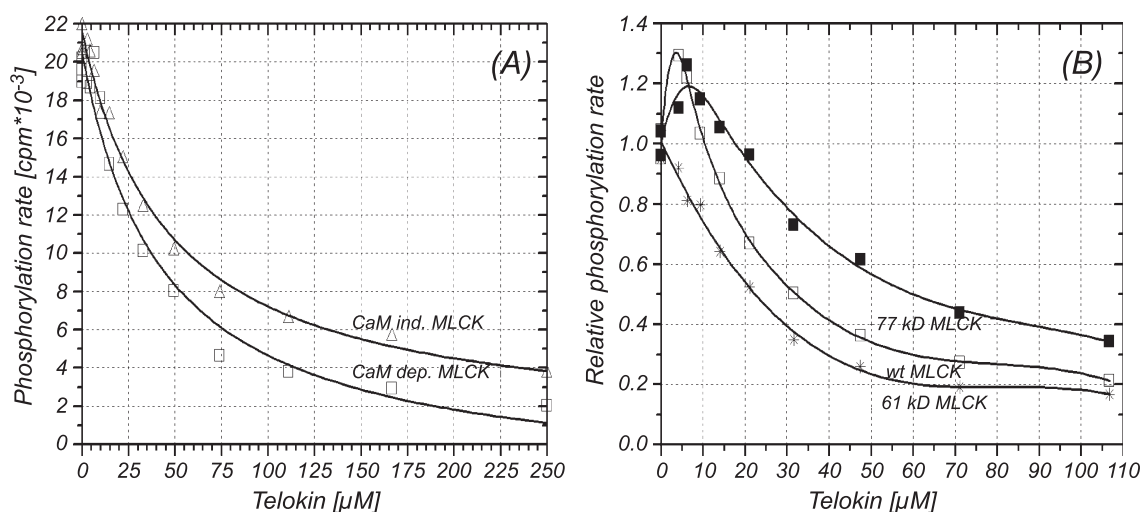 (A)
Phosphorylation rate [cpm*10-3)
22
20
18
16
14
12
10
8
6
4
2
0
CaM ind. MLCK
CaM dep. MLCK
0 25 50 75 100 125 150 175 200 225 250
Telokin [µM]
(B)
Relative phosphorylation rate
1.4
1.2
1.0
0.8
0.6
0.4
0.2
0.0
77 kD MLCK
wt MLCK
61 kD MLCK
0 10 20 30 40 50 60 70 80 90 100 110
Telokin [µM]